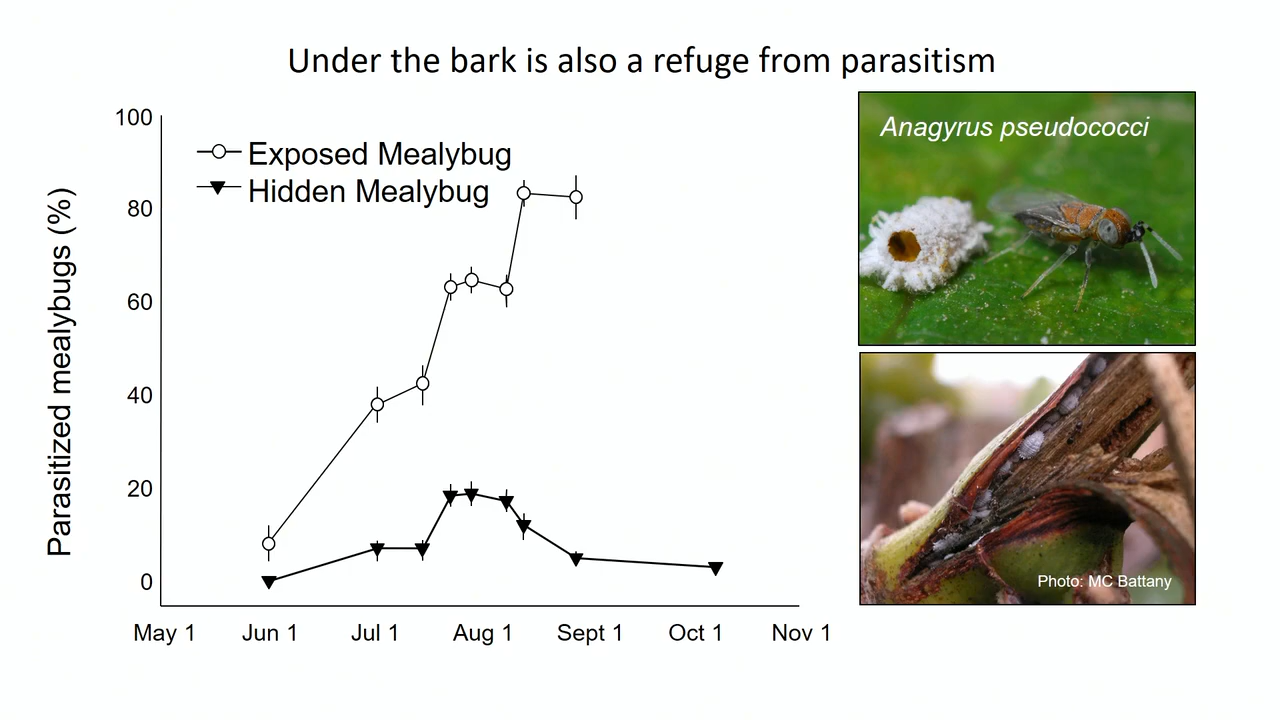 Under the bark is also a refuge from parasitism
Parasitized mealybugs (%)
100
80
60
40
20
0
Exposed Mealybug
Hidden Mealybug
May 1
Jun 1
Jul 1
Aug 1
Sept 1
Oct 1
Nov 1
Anagyrus pseudococci
Photo: MC Battany